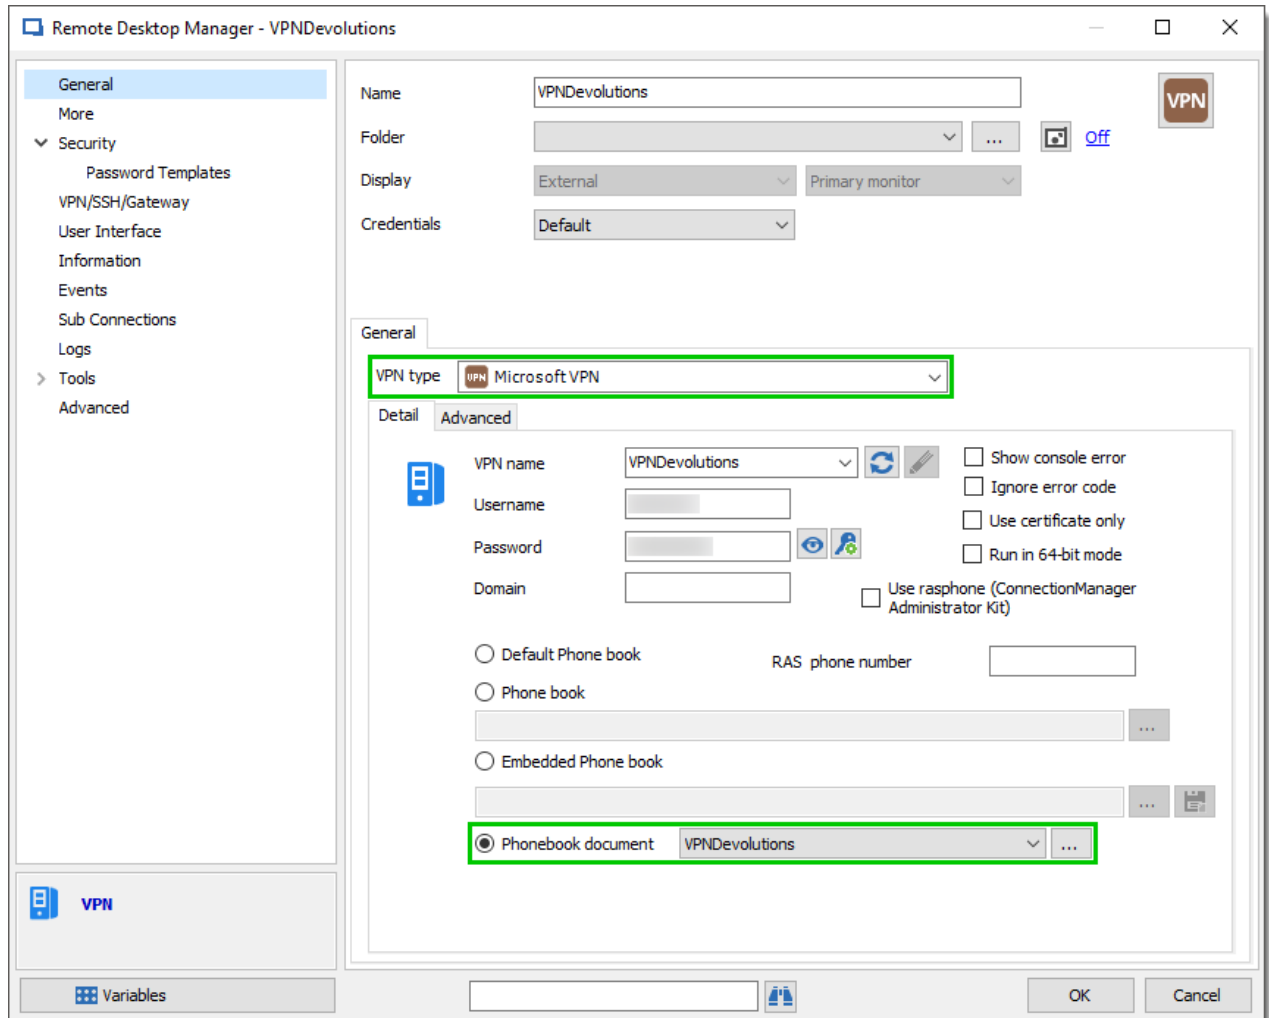 Remote Desktop Manager - VPNDevolutions
General
More
Security
Password Templates
VPN/SSH/Gateway
User Interface
Information
Events
Sub Connections
Logs
Tools
Advanced
VPN
Variables
Name VPNDevolutions
VPN
Folder ... Off
Display External Primary monitor
Credentials Default
General
VPN type VPN Microsoft VPN
Detail Advanced
VPN name VPNDevolutions Show console error
Ignore error code
Username
Use certificate only
Password
Run in 64-bit mode
Domain
Use rasphone (ConnectionManager
Administrator Kit)
Default Phone book RAS phone number
Phone book
...
Embedded Phone book
...
Phonebook document VPNDevolutions ...
OK Cancel